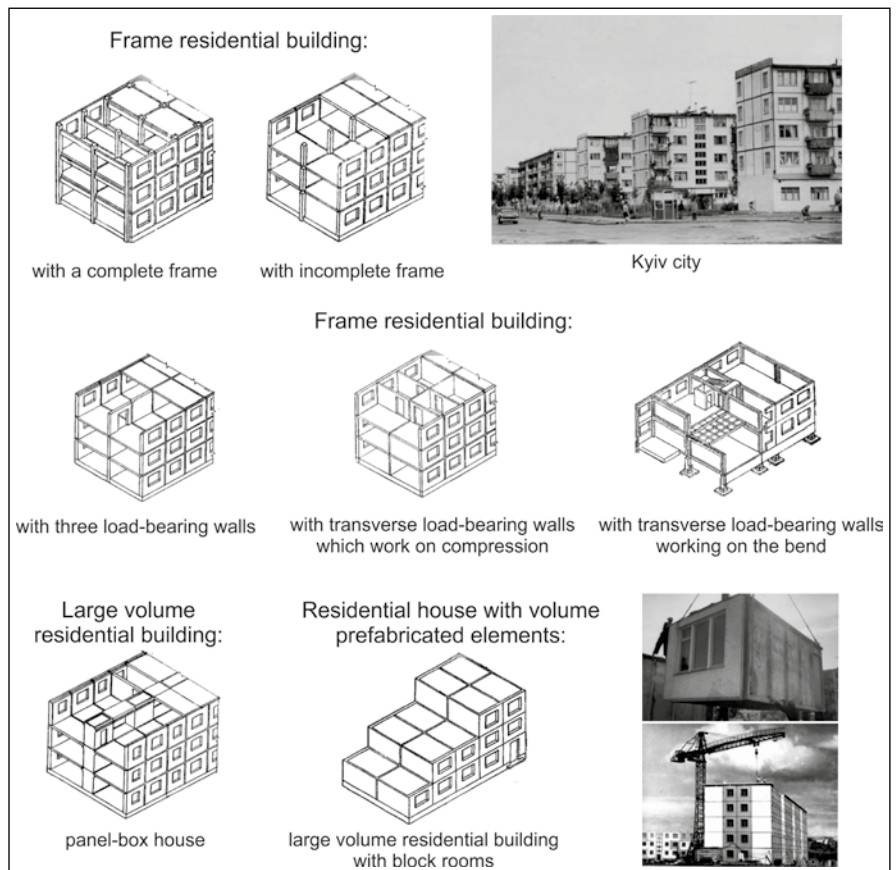 Frame residential building:
with a complete frame
with incomplete frame
Kyiv city
Frame residential building:
with three load-bearing walls
with transverse load-bearing walls
which work on compression
with transverse load-bearing walls
working on the bend
Large volume
residential building:
Residential house with volume
prefabricated elements:
panel-box house
large volume residential building
with block rooms